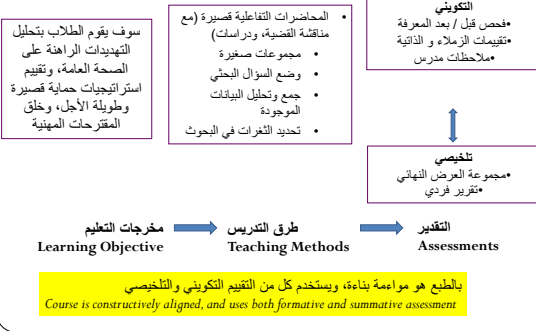 سوف يقوم الطلاب بتحليل
التهديدات الراهنة على
الصحة العامة، وتقييم
استراتيجيات حماية قصيرة
وطويلة الأجل، وخلق
المقترحات المهنية
• المحاضرات التفاعلية قصيرة (مع
مناقشة القضية، ودراسات)
• مجموعات صغيرة
• وضع السؤال البحثي
• جمع وتحليل البيانات
الموجودة
• تحديد الثغرات في البحوث
التكويني
•فحص قبل / بعد المعرفة
•تقييمات الزملاء و الذاتية
•ملاحظات مدرس
تلخيصي
•مجموعة العرض النهائي
•تقرير فردي
مخرجات التعليم
Learning Objective
طرق التدريس
Teaching Methods
التقدير
Assessments
بالطبع هو مواءمة بناءة، ويستخدم كل من التقييم التكويني والتلخيصي
Course is constructively aligned, and uses both formative and summative assessment